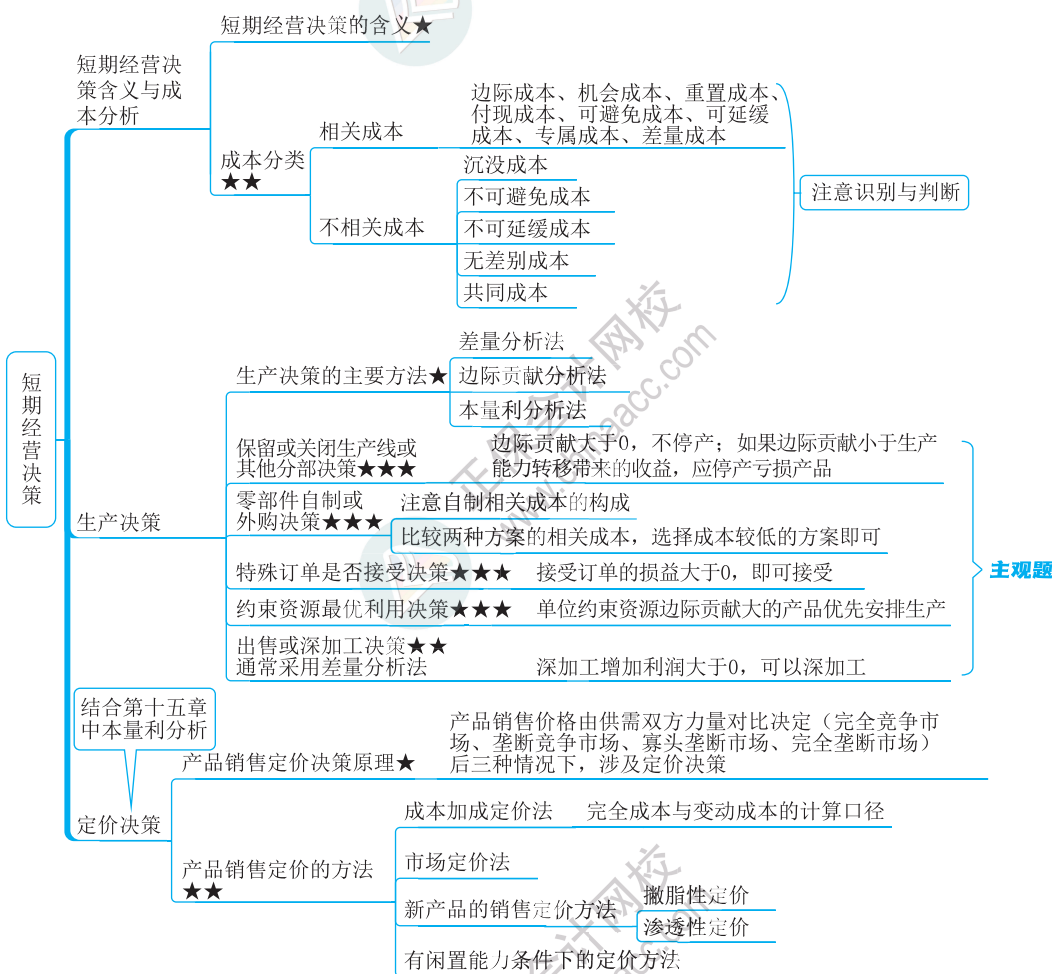 短期经营决策
短期经营决
策含义与成
本分析
短期经营决策的含义★
成本分类
★★
相关成本
边际成本、机会成本、重置成本、
付现成本、可避免成本、可延缓
成本、专属成本、差量成本
不相关成本
沉没成本
不可避免成本
不可延缓成本
无差别成本
共同成本
注意识别与判断
生产决策
生产决策的主要方法★
差量分析法
边际贡献分析法
本量利分析法
保留或关闭生产线或
其他分部决策★★★
边际贡献大于0，不停产；如果边际贡献小于生产
能力转移带来的收益，应停产亏损产品
零部件自制或
外购决策★★★
注意自制相关成本的构成
比较两种方案的相关成本，选择成本较低的方案即可
特殊订单是否接受决策★★★
接受订单的损益大于0，即可接受
约束资源最优利用决策★★★
单位约束资源边际贡献大的产品优先安排生产
出售或深加工决策★★
通常采用差量分析法
深加工增加利润大于0，可以深加工
主观题
结合第十五章
中本量利分析
定价决策
产品销售定价决策原理★
产品销售价格由供需双方力量对比决定（完全竞争市
场、垄断竞争市场、寡头垄断市场、完全垄断市场）
后三种情况下，涉及定价决策
产品销售定价的方法
★★
成本加成定价法
完全成本与变动成本的计算口径
市场定价法
新产品的销售定价方法
撇脂性定价
渗透性定价
有闲置能力条件下的定价方法
正保会计网校
www.chinaacc.com